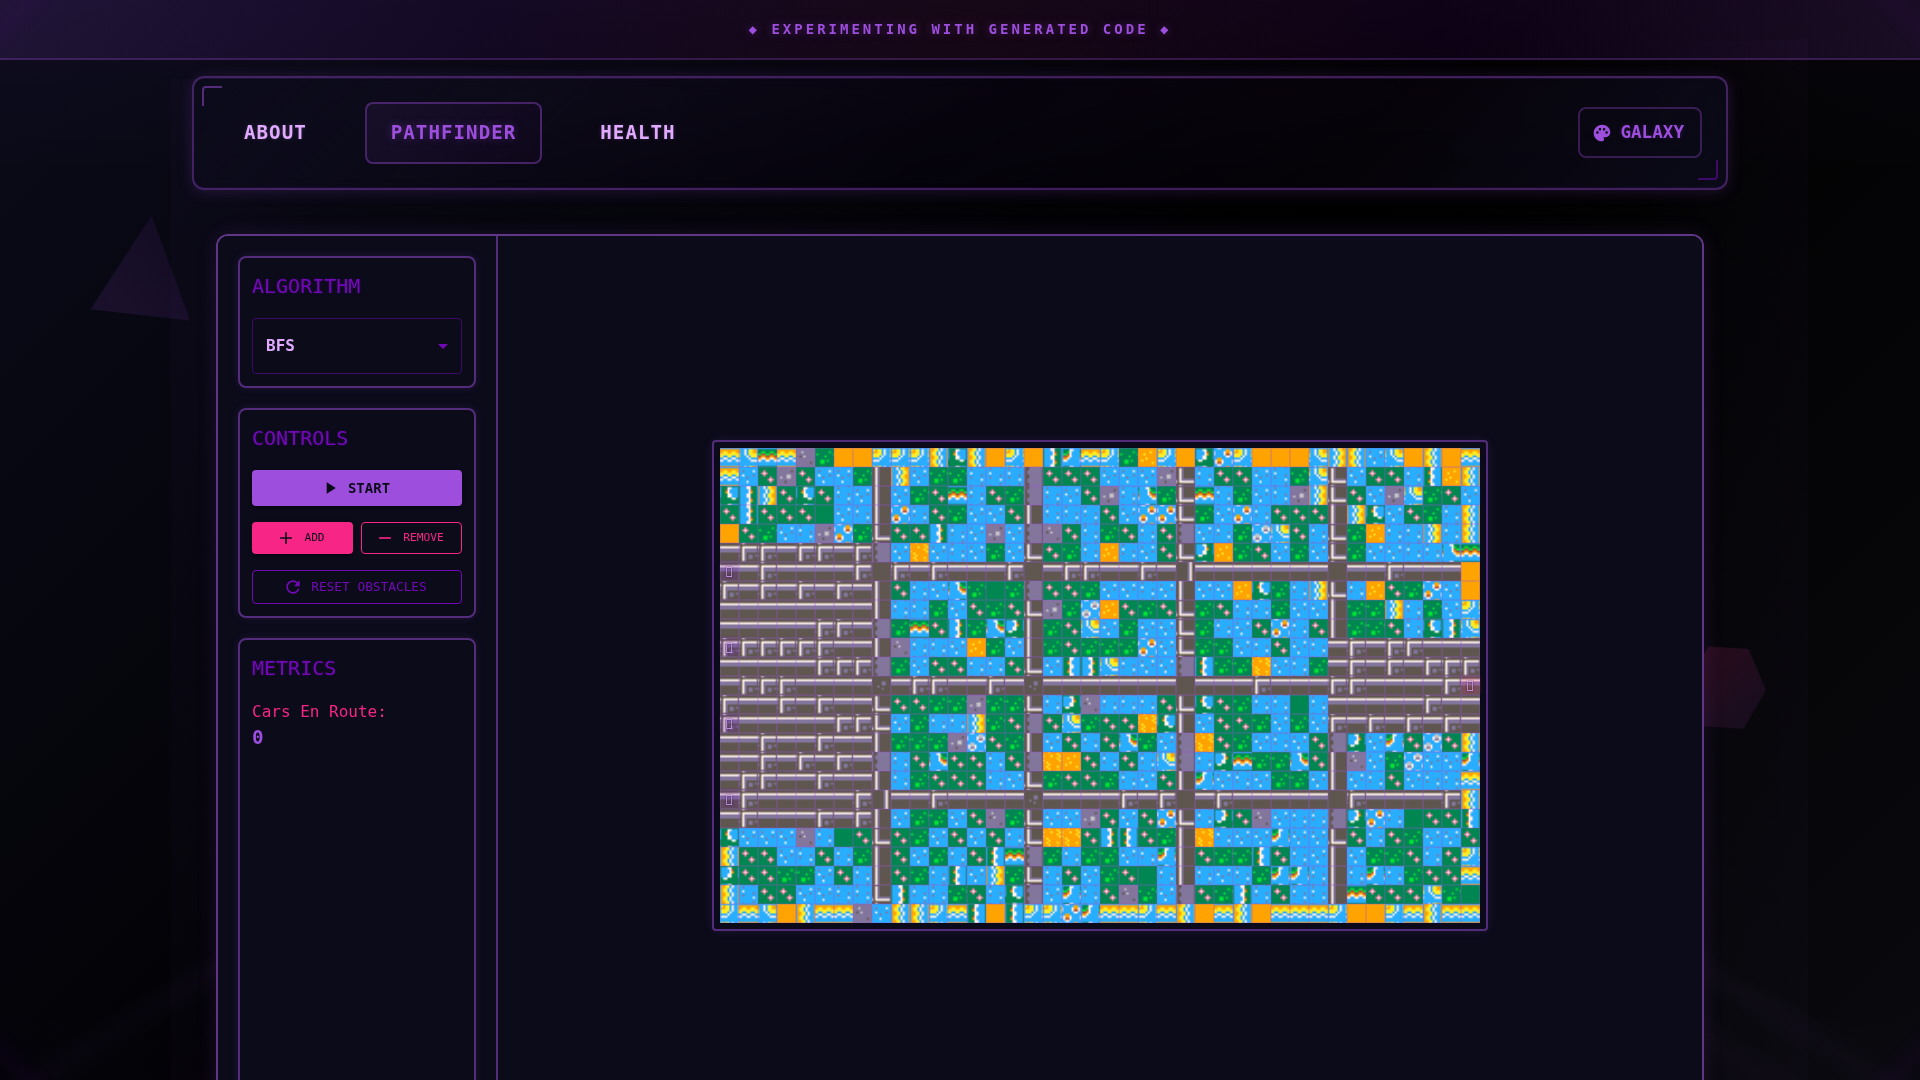 ◆ EXPERIMENTING WITH GENERATED CODE ◆
ABOUT
PATHFINDER
HEALTH
GALAXY
ALGORITHM
BFS
CONTROLS
START
ADD
REMOVE
RESET OBSTACLES
METRICS
Cars En Route:
0